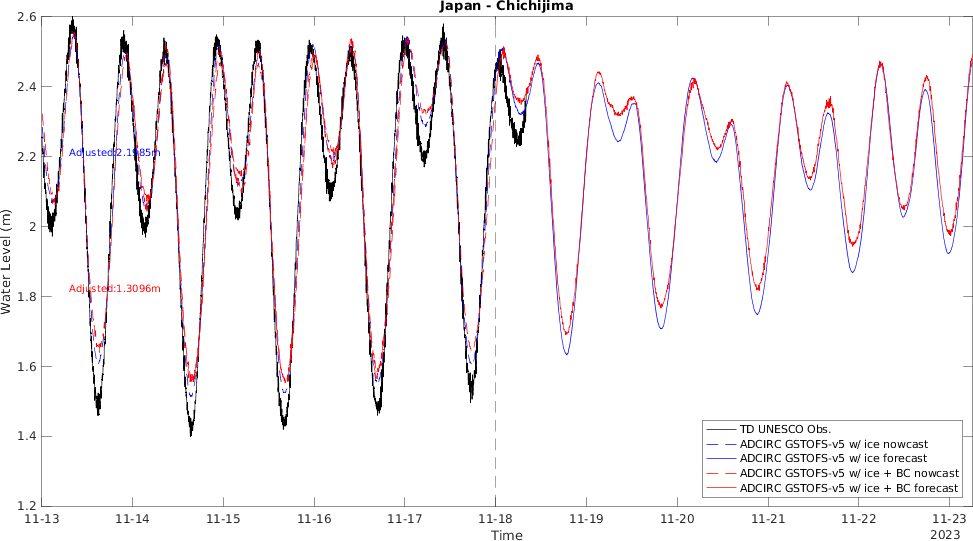 Japan - Chichijima
2.6
2.4
2.2
2
1.8
1.6
1.4
1.2
Water Level (m)
Adjusted:2.1985m
Adjusted:1.3096m
TD UNESCO Obs.
ADCIRC GSTOFS-v5 w/ ice nowcast
ADCIRC GSTOFS-v5 w/ ice forecast
ADCIRC GSTOFS-v5 w/ ice + BC nowcast
ADCIRC GSTOFS-v5 w/ ice + BC forecast
11-13 11-14 11-15 11-16 11-17 11-18 11-19 11-20 11-21 11-22 11-23
2023
Time